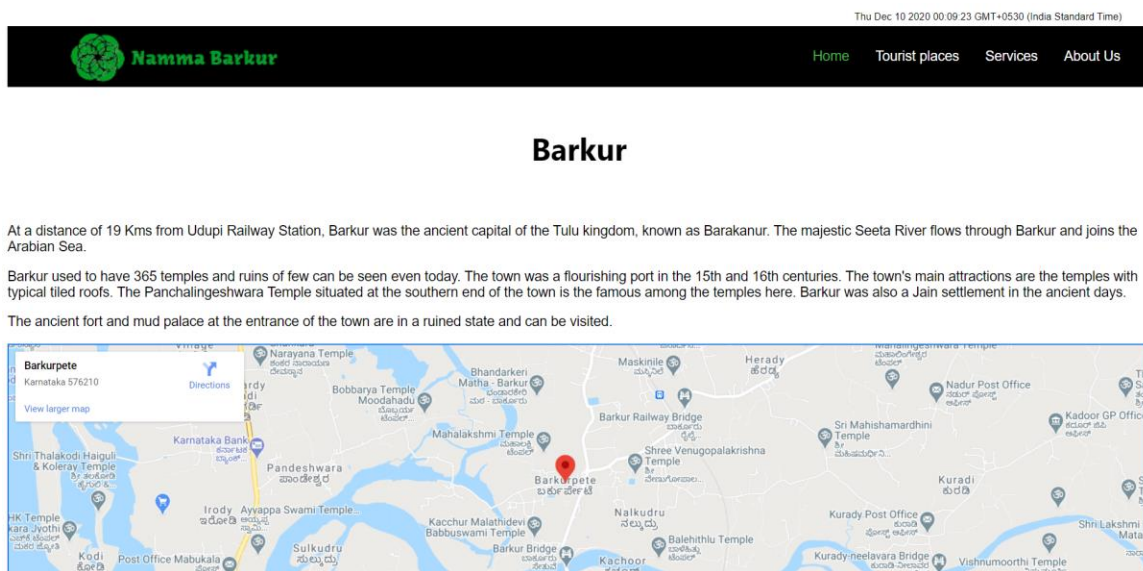 Thu Dec 10 2020 00:09:23 GMT+0530 (India Standard Time)
Namma Barkur
Home Tourist places Services About Us
Barkur
At a distance of 19 Kms from Udupi Railway Station, Barkur was the ancient capital of the Tulu kingdom, known as Barakanur. The majestic Seeta River flows through Barkur and joins the
Arabian Sea.
Barkur used to have 365 temples and ruins of few can be seen even today. The town was a flourishing port in the 15th and 16th centuries. The town's main attractions are the temples with
typical tiled roofs. The Panchalingeshwara Temple situated at the southern end of the town is the famous among the temples here. Barkur was also a Jain settlement in the ancient days.
The ancient fort and mud palace at the entrance of the town are in a ruined state and can be visited.
Barkurpete
Karnataka 576210
Directions
View larger map
Narayana Temple
Bhandarkeri
Matha - Barkur
Maskinile
Herady
ಹೆರಾಡಿ
Nadur Post Office
Kadoor GP Office
Bobbarya Temple
Moodahadu
Barkur Railway Bridge
Sri Mahishamardhini
Temple
Mahalakshmi Temple
Shree Venugopalakrishna
Temple
Karnataka Bank
Shri Thalakodi Haiguli
& Koleray Temple
Pandeshwara
ಪಾಂಡೇಶ್ವರ
Barkurpete
ಬರ್ಕುರ್ಪೇಟೆ
Kuradi
ಕುರಡಿ
Irody
ಇರೋಡಿ
Ayyappa Swami Temple
Nalkudru
ನಲ್ಕುದ್ರು
Kurady Post Office
Shri Lakshmi
HK Temple
Kacchur Malathidevi
Babbuswami Temple
Balehithlu Temple
Kodi
ಕೋಡಿ
Post Office Mabukala
Sulkudru
ಸುಲ್ಕುದ್ರು
Barkur Bridge
Kachoor
Kurady-neelavara Bridge
Vishnumoorthi Temple